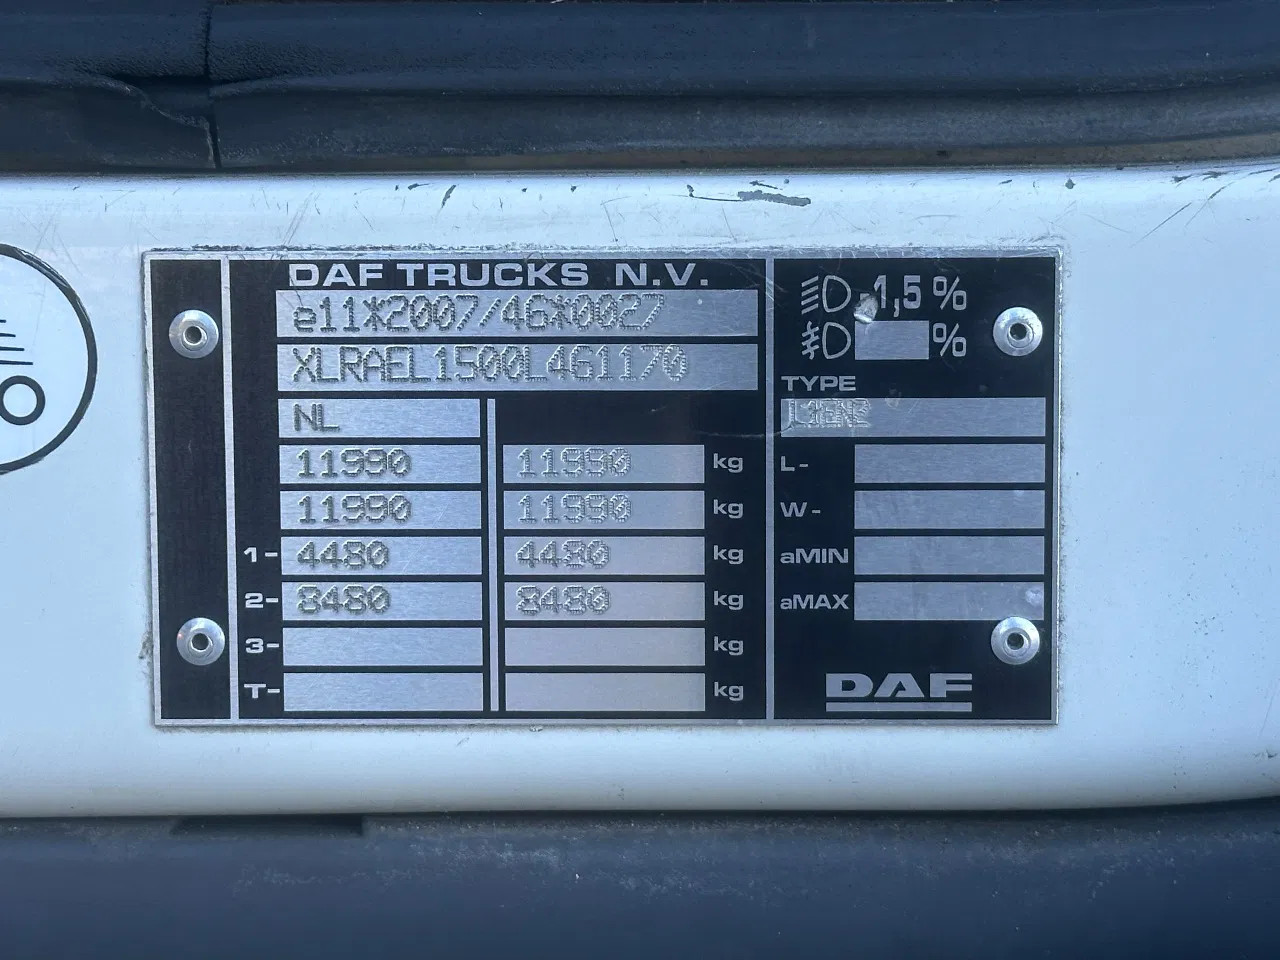 DAF TRUCKS N.V.
e11*2007/46*0027
XLRAEL1500L461170
NL
11990 11990 kg
11990 11990 kg
1- 4480 4480 kg
2- 8480 8480 kg
3- kg
T- kg
1,5 %
%
TYPE
L-
W-
aMIN
aMAX
DAF